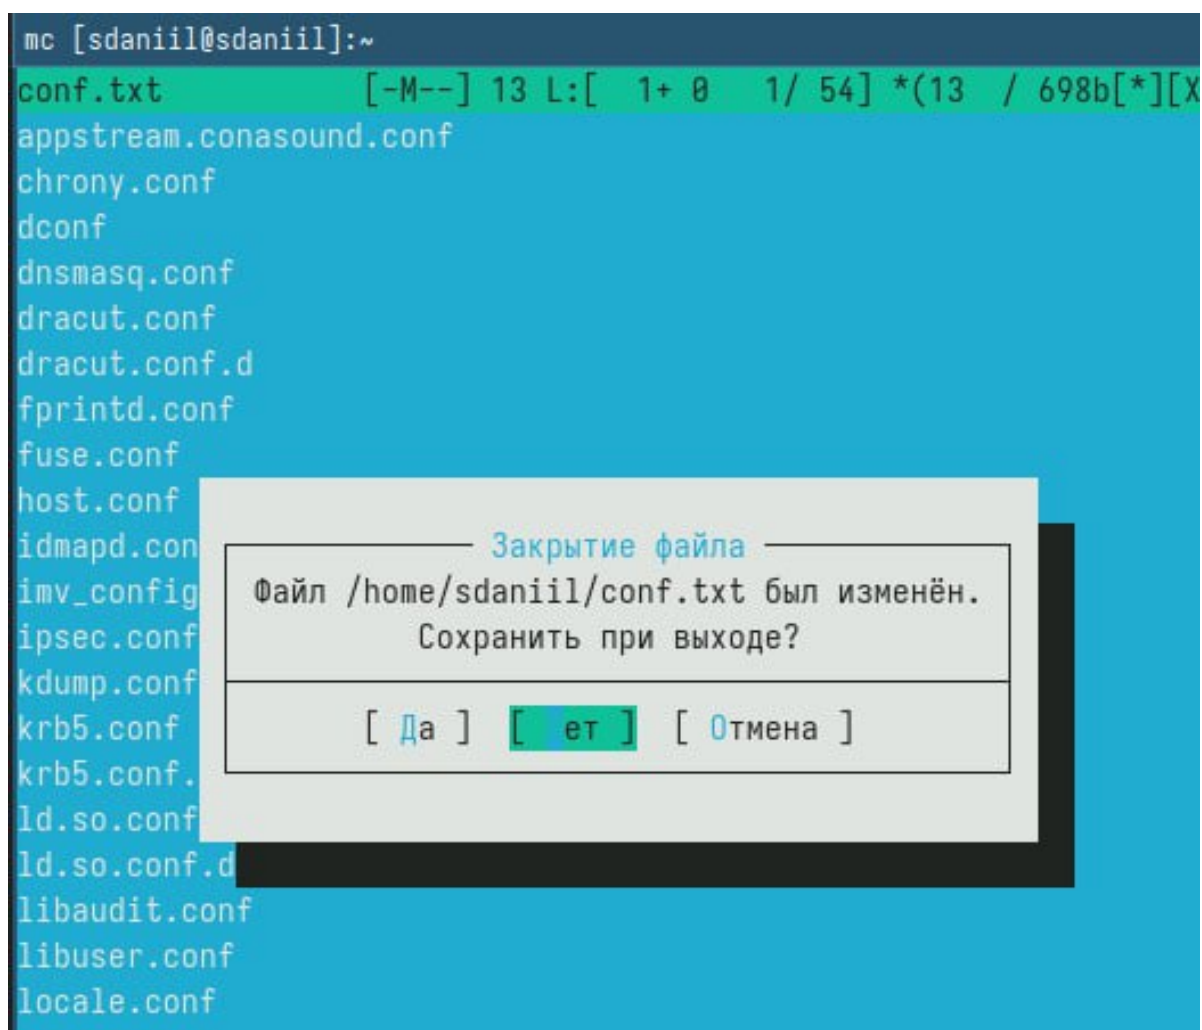 mc [sdaniil@sdaniil]:~
conf.txt [-M--] 13 L:[ 1+ 0 1/ 54] *(13 / 698b[*][X
appstream.conasound.conf
chrony.conf
dconf
dnsmasq.conf
dracut.conf
dracut.conf.d
fprintd.conf
fuse.conf
host.conf
idmapd.con
imv_config
ipsec.conf
kdump.conf
krb5.conf
krb5.conf.
ld.so.conf
ld.so.conf.d
libaudit.conf
libuser.conf
locale.conf
Закрытие файла
Файл /home/sdaniil/conf.txt был изменён.
Сохранить при выходе?
[ Да ] [ ет ] [ Отмена ]